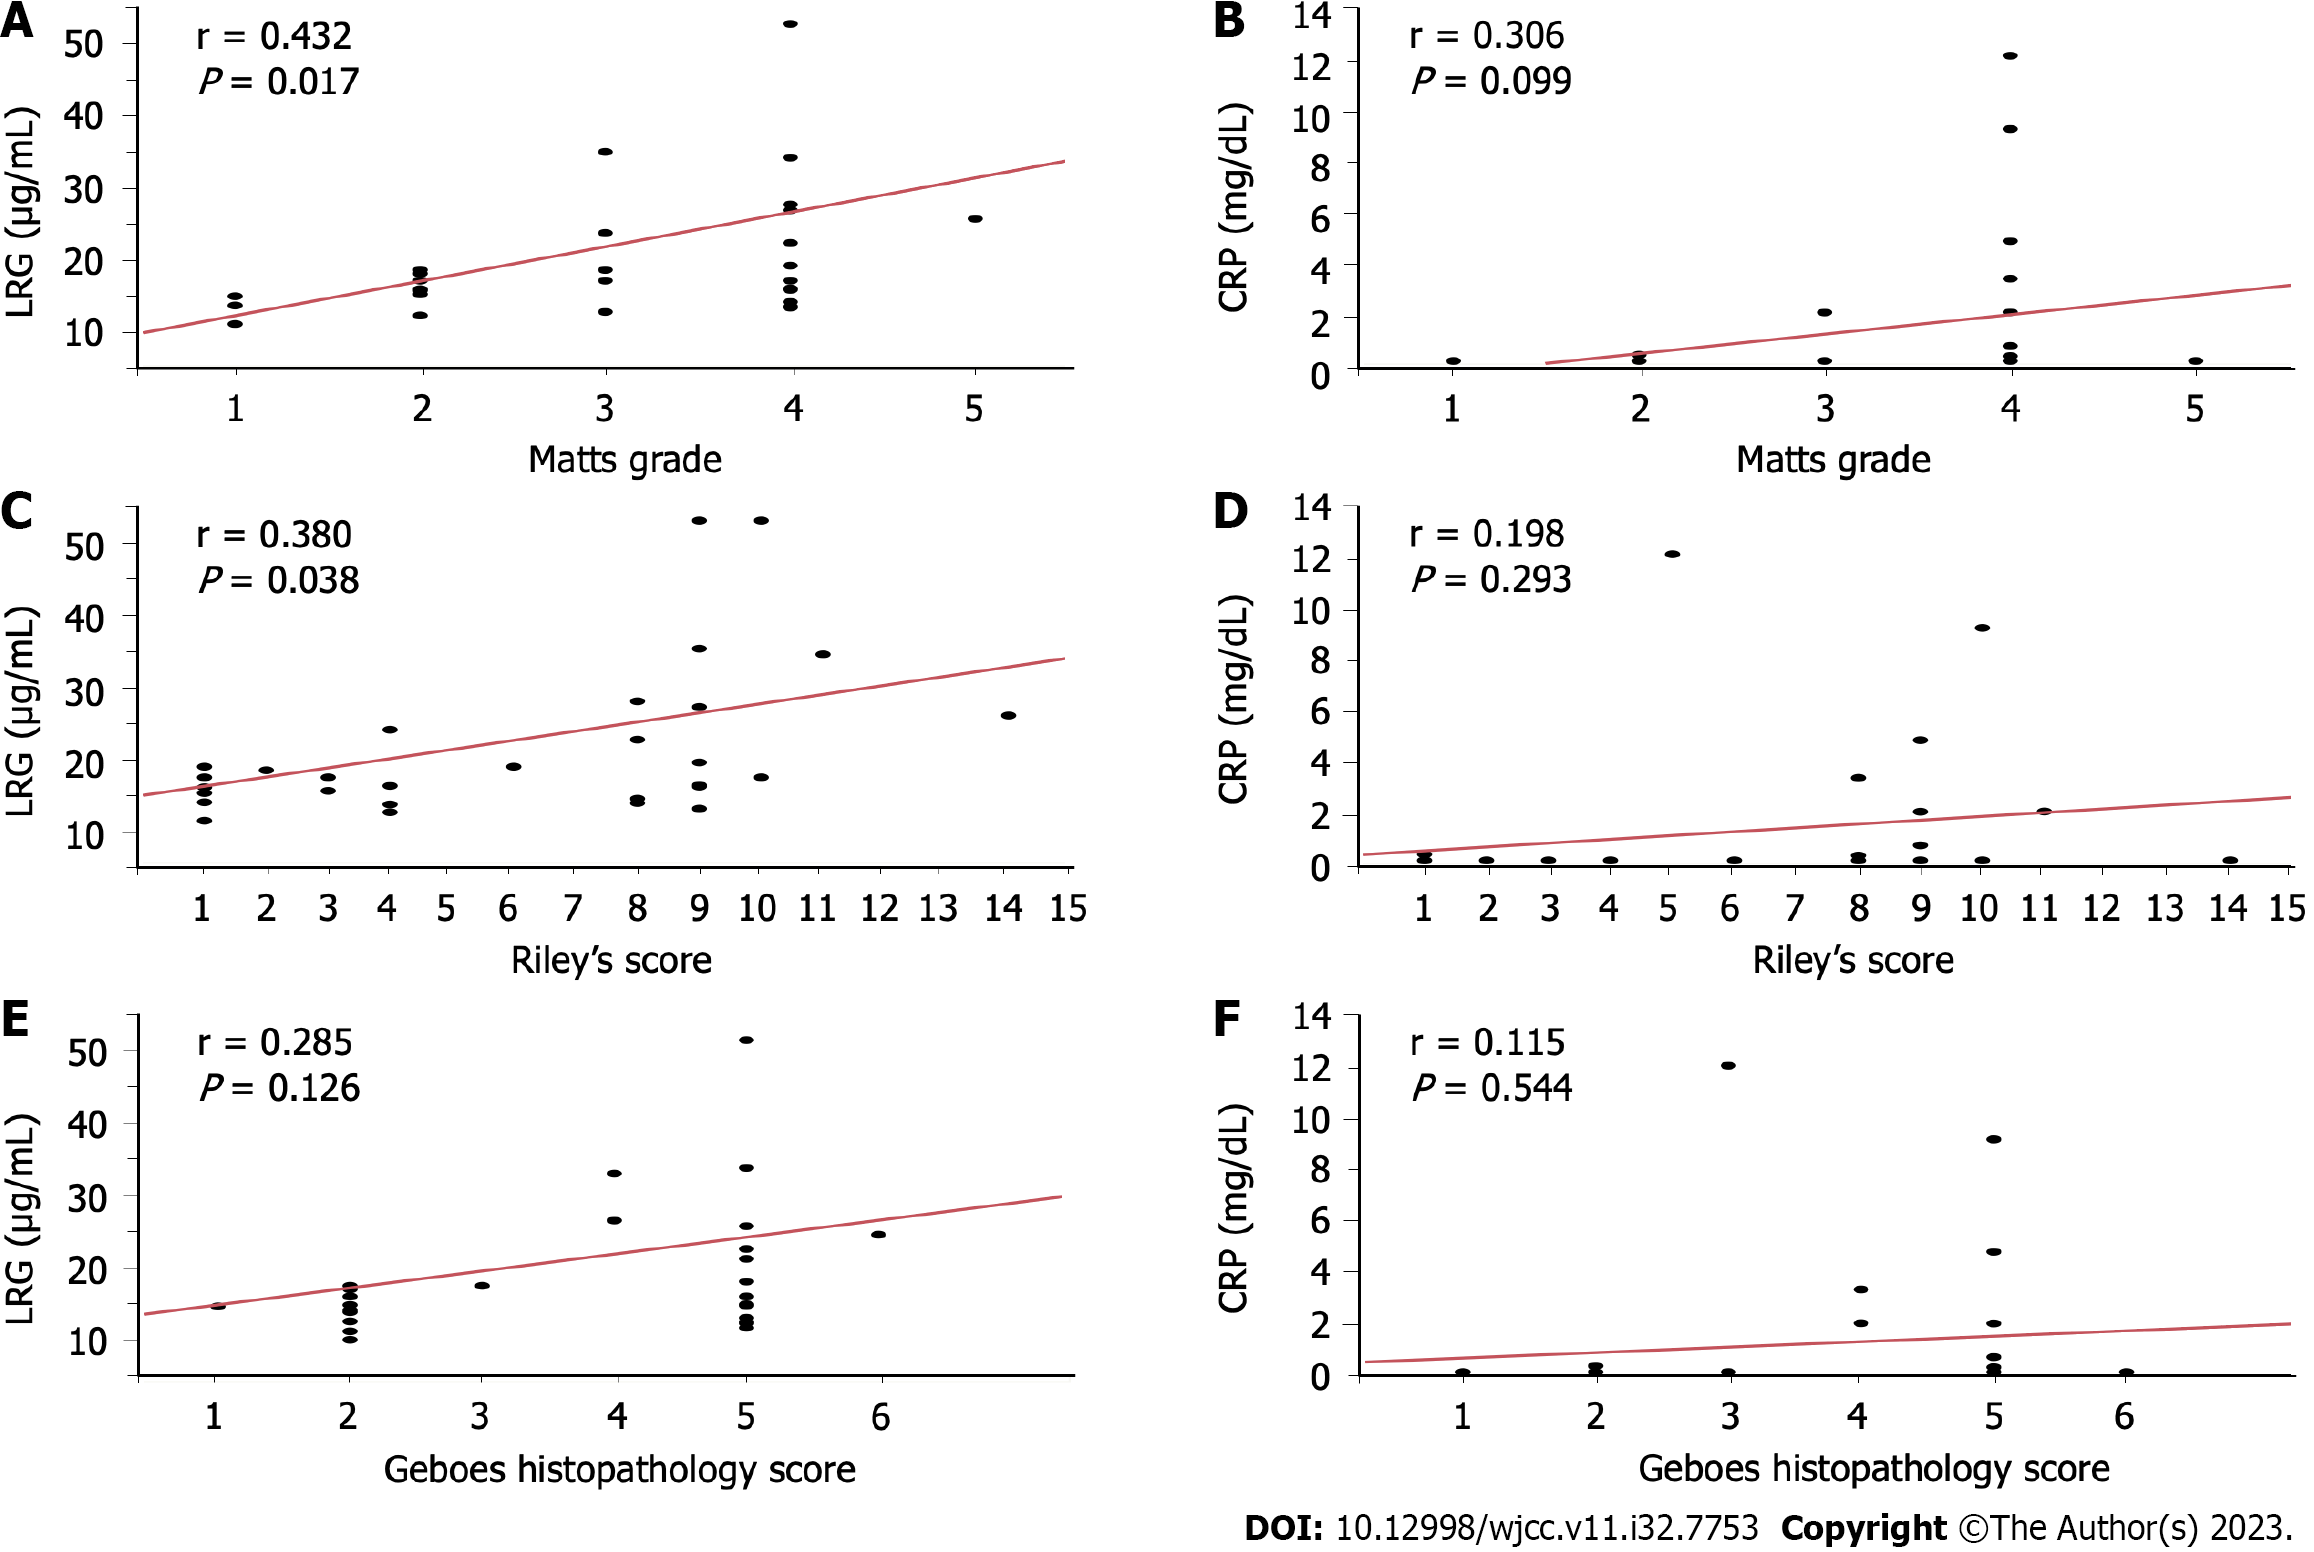 A
r = 0.432
P = 0.017
LRG (µg/mL)
50
40
30
20
10
1 2 3 4 5
Matts grade
B
r = 0.306
P = 0.099
CRP (mg/dL)
14
12
10
8
6
4
2
0
1 2 3 4 5
Matts grade
C
r = 0.380
P = 0.038
LRG (µg/mL)
50
40
30
20
10
1 2 3 4 5 6 7 8 9 10 11 12 13 14 15
Riley’s score
D
r = 0.198
P = 0.293
CRP (mg/dL)
14
12
10
8
6
4
2
0
1 2 3 4 5 6 7 8 9 10 11 12 13 14 15
Riley’s score
E
r = 0.285
P = 0.126
LRG (µg/mL)
50
40
30
20
10
1 2 3 4 5 6
Geboes histopathology score
F
r = 0.115
P = 0.544
CRP (mg/dL)
14
12
10
8
6
4
2
0
1 2 3 4 5 6
Geboes histopathology score
DOI: 10.12998/wjcc.v11.i32.7753 Copyright ©The Author(s) 2023.